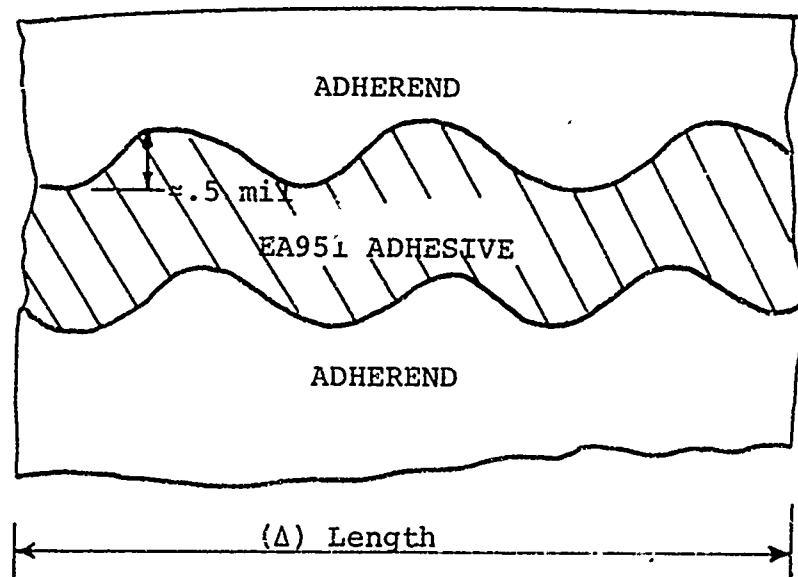 ADHEREND
≈.5 mil
EA951 ADHESIVE
ADHEREND
(Δ) Length